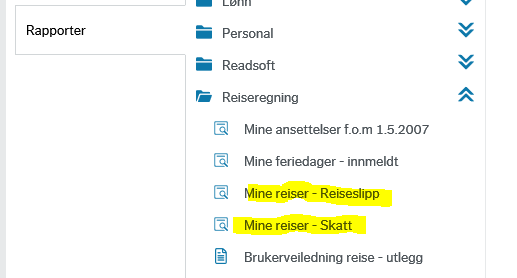 Lønn
Rapporter
Personal
Readsoft
Reiseregning
Mine ansettelser f.o.m 1.5.2007
Mine feriedager - innmeldt
Mine reiser - Reiseslipp
Mine reiser - Skatt
Brukerveiledning reise - utlegg